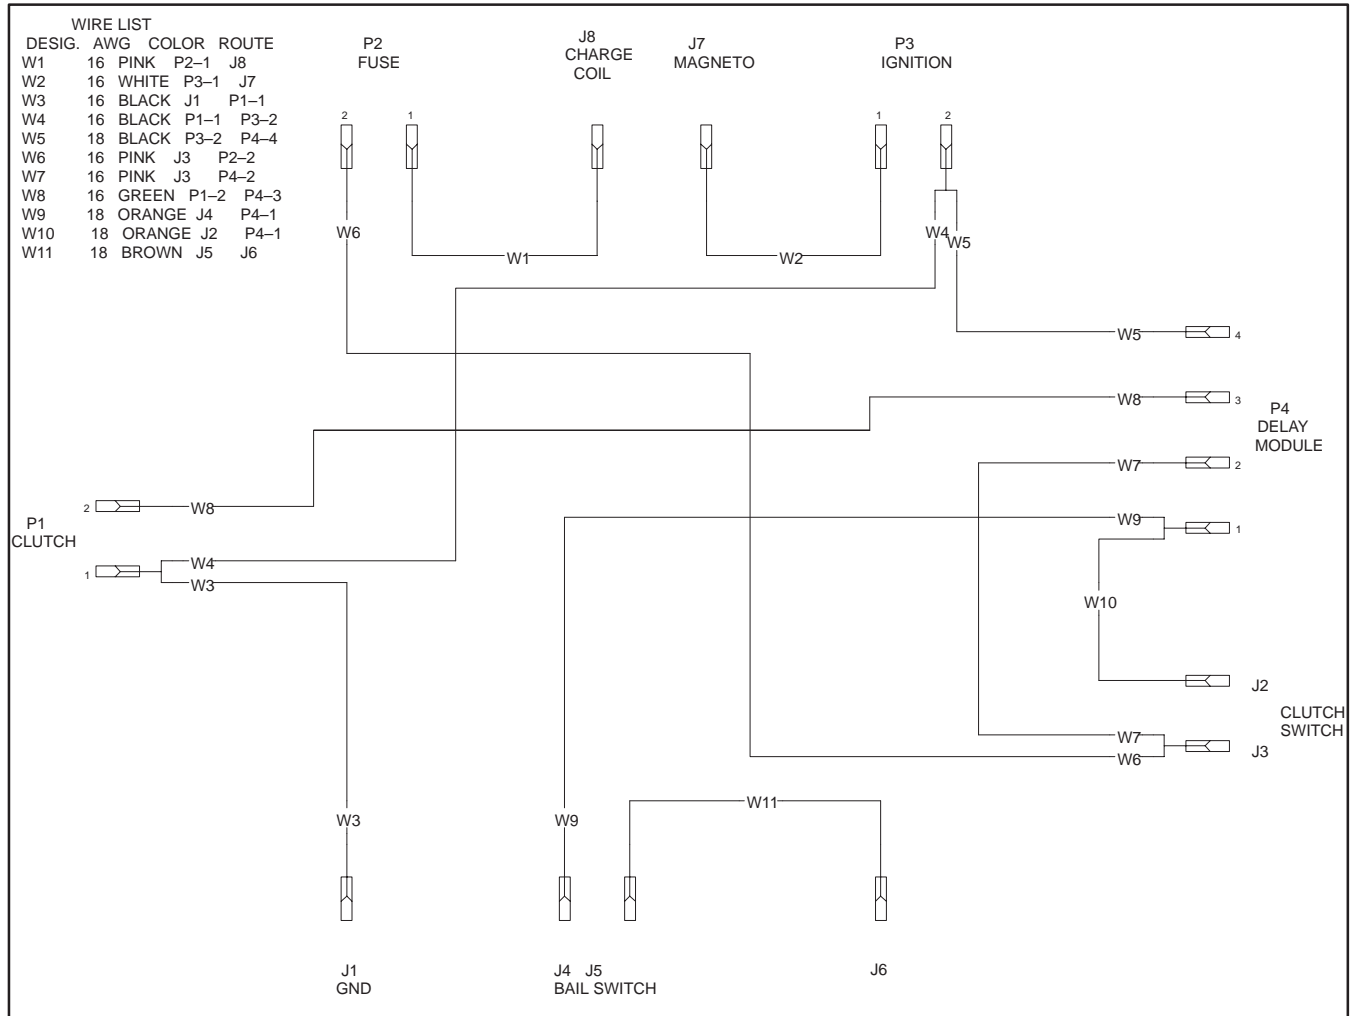 WIRE LIST
DESIG. AWG COLOR ROUTE
W1 16 PINK P2–1 J8
W2 16 WHITE P3–1 J7
W3 16 BLACK J1 P1–1
W4 16 BLACK P1–1 P3–2
W5 18 BLACK P3–2 P4–4
W6 16 PINK J3 P2–2
W7 16 PINK J3 P4–2
W8 16 GREEN P1–2 P4–3
W9 18 ORANGE J4 P4–1
W10 18 ORANGE J2 P4–1
W11 18 BROWN J5 J6
P2
FUSE
J8
CHARGE
COIL
J7
MAGNETO
P3
IGNITION
2
1
1
2
W6
W1
W2
W4
W5
W5
4
W8
3
P4
DELAY
MODULE
W7
2
2
W8
P1
CLUTCH
W9
1
1
W4
W3
W10
J2
CLUTCH
SWITCH
W7
J3
W6
W11
W3
W9
J1
GND
J4 J5
BAIL SWITCH
J6